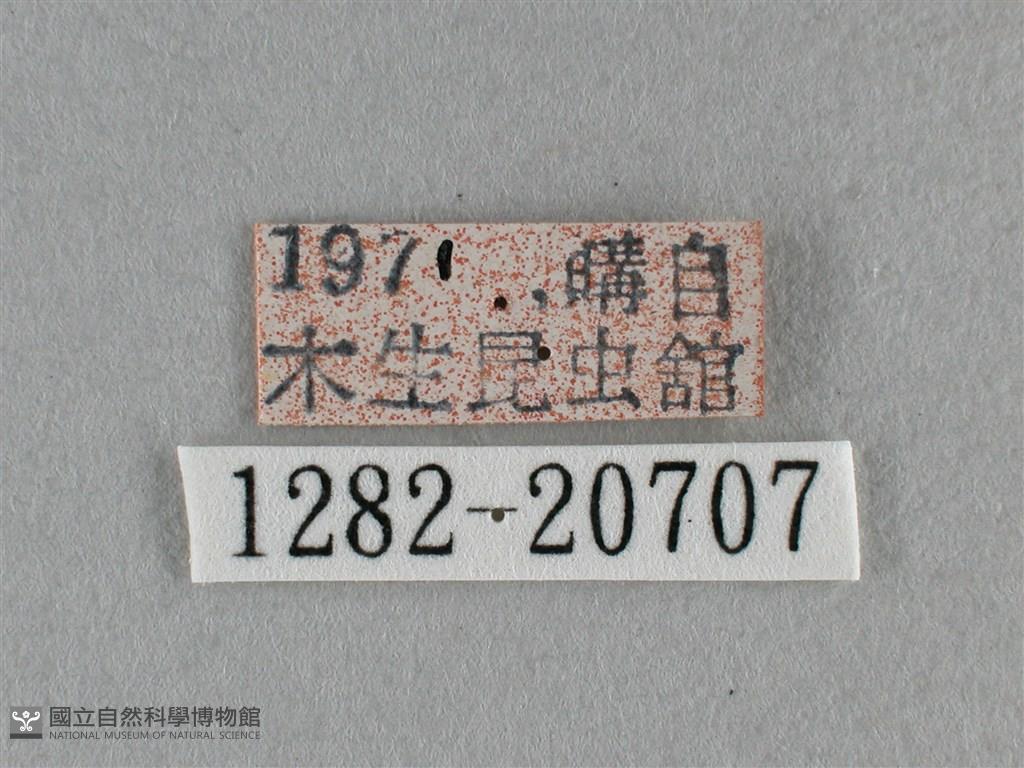 1971 . . 購自
木生昆虫舘
1282-20707
國立自然科學博物館
NATIONAL MUSEUM OF NATURAL SCIENCE